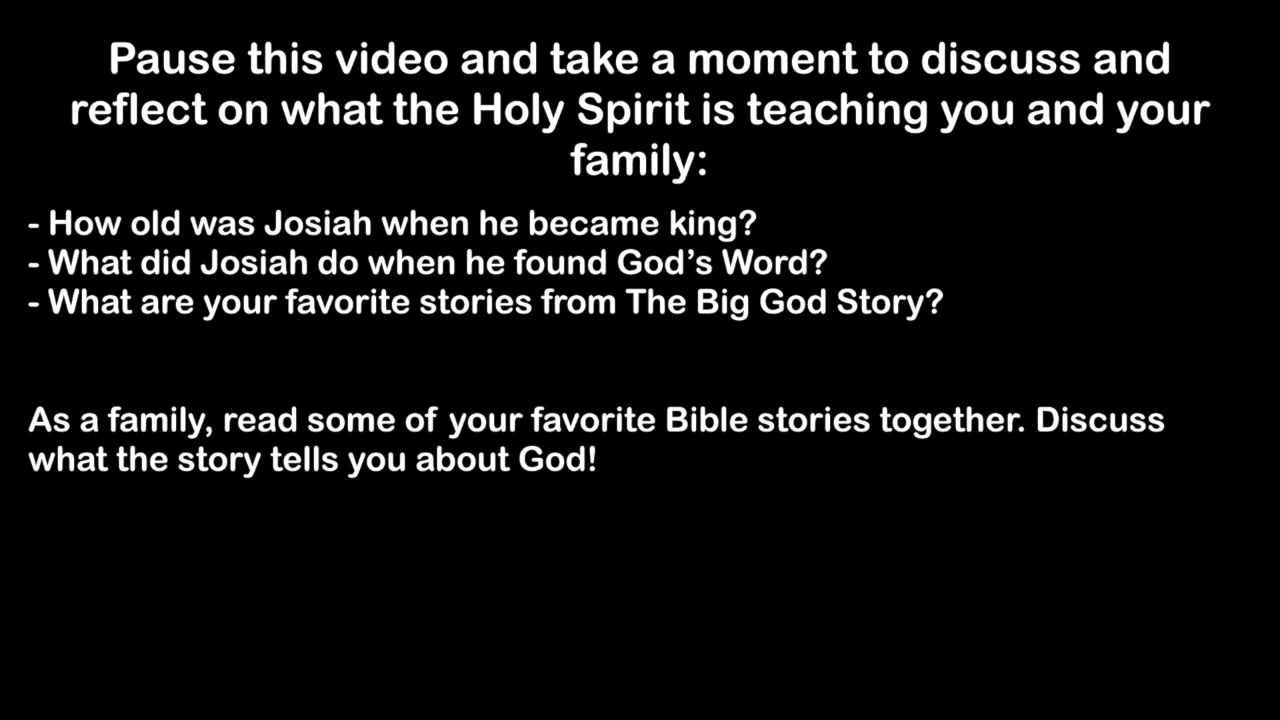 Pause this video and take a moment to discuss and
reflect on what the Holy Spirit is teaching you and your
family:
- How old was Josiah when he became king?
- What did Josiah do when he found God’s Word?
- What are your favorite stories from The Big God Story?
As a family, read some of your favorite Bible stories together. Discuss
what the story tells you about God!